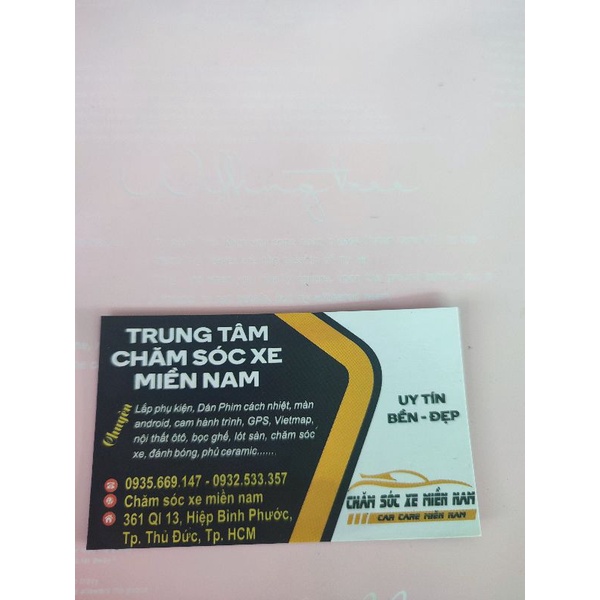 TRUNG TÂM
CHĂM SÓC XE
MIỀN NAM
Chuyên
Lắp phụ kiện, Dán Phim cách nhiệt, màn
android, cam hành trình, GPS, Vietmap,
nội thất ôtô, bọc ghế, lót sàn, chăm sóc
xe, đánh bóng, phủ ceramic......
0935.669.147 - 0932.533.357
Chăm sóc xe miền nam
361 Ql 13, Hiệp Bình Phước,
Tp. Thủ Đức, Tp. HCM
UY TÍN
BỀN - ĐẸP
CHĂM SÓC XE MIỀN NAM
CAR CARE MIỀN NAM